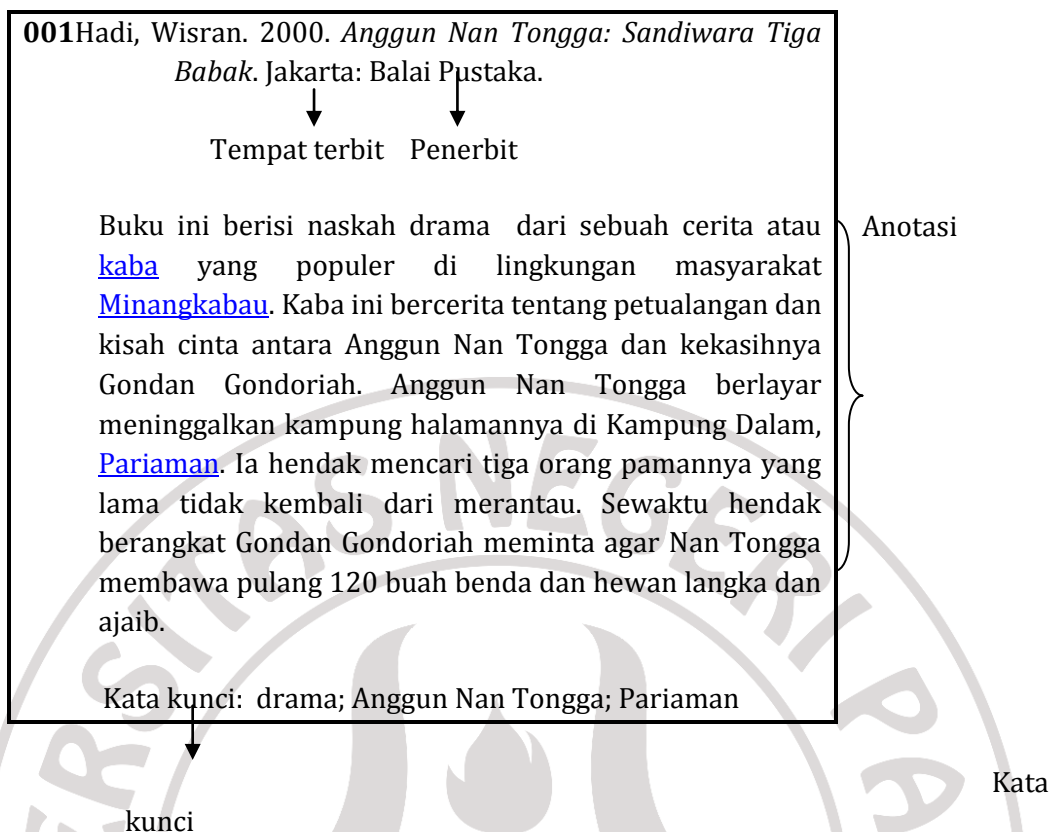 001Hadi, Wisran. 2000. Anggun Nan Tongga: Sandiwara Tiga
Babak. Jakarta: Balai Pustaka.
Tempat terbit Penerbit
Buku ini berisi naskah drama dari sebuah cerita atau
kaba yang populer di lingkungan masyarakat
Minangkabau. Kaba ini bercerita tentang petualangan dan
kisah cinta antara Anggun Nan Tongga dan kekasihnya
Gondan Gondoriah. Anggun Nan Tongga berlayar
meninggalkan kampung halamannya di Kampung Dalam,
Pariaman. Ia hendak mencari tiga orang pamannya yang
lama tidak kembali dari merantau. Sewaktu hendak
berangkat Gondan Gondoriah meminta agar Nan Tongga
membawa pulang 120 buah benda dan hewan langka dan
ajaib.
Anotasi
Kata kunci: drama; Anggun Nan Tongga; Pariaman
Kata
kunci
ERSITAS NEGERI PA